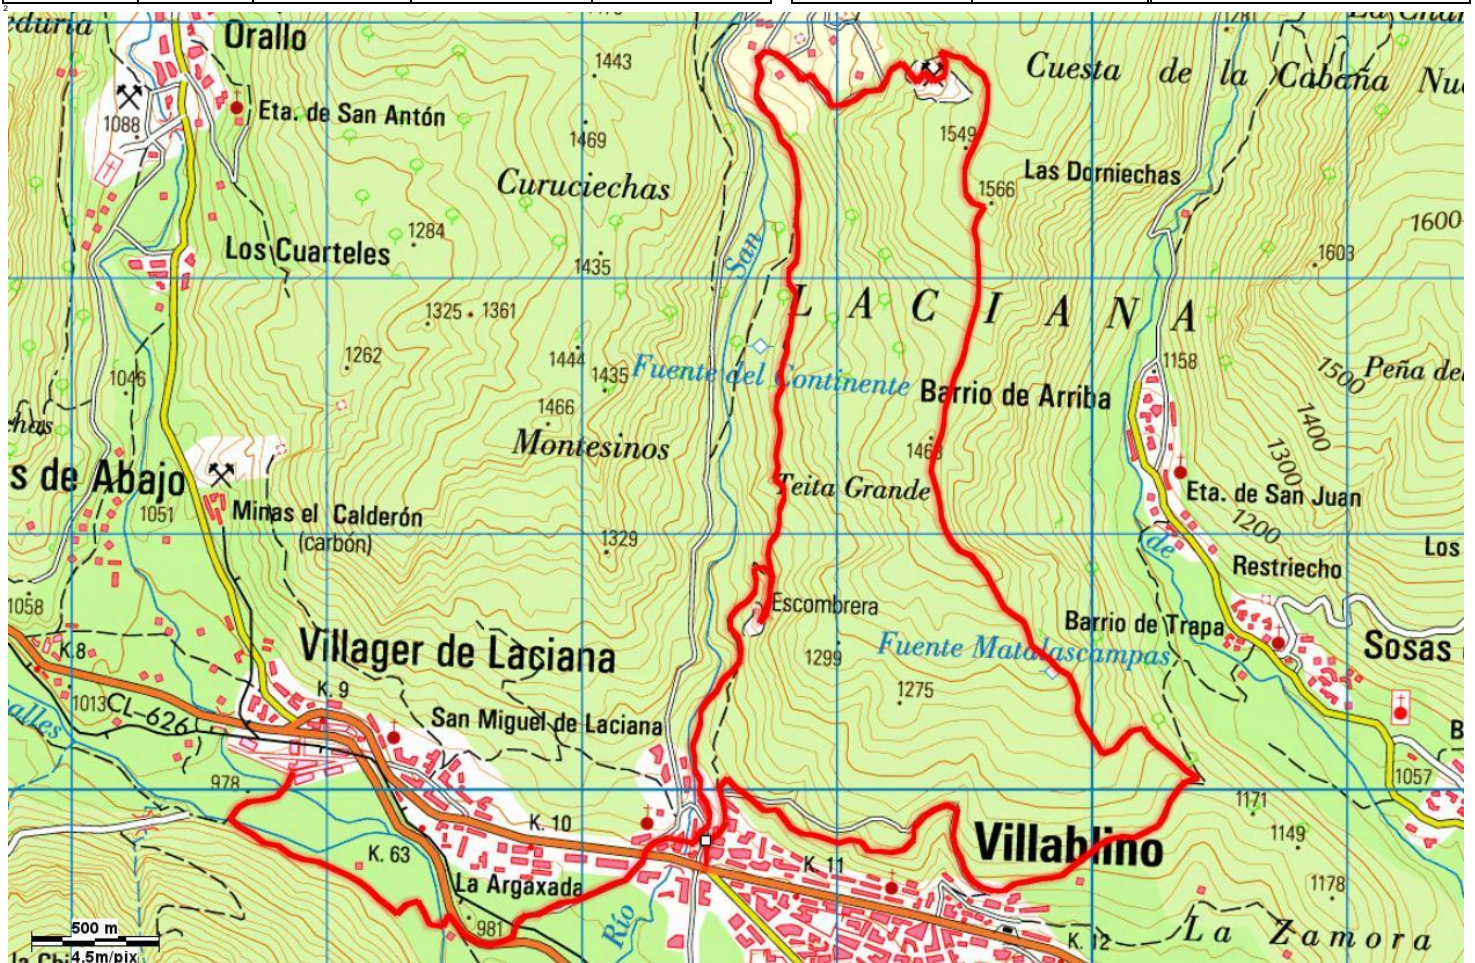 Orallo
1443
Cuesta de la Cabaña
Eta. de San Antón
1088
1469
1549
Curuciechas
Las Dorniechas
1566
1284
1600
Los Cuarteles
San
1603
1435
LACIANA
1325
1361
1262
1444
1158
1046
1435
Fuente del Continente
Barrio de Arriba
1500
1466
1400
Montesinos
1300
s de Abajo
Teita Grande
Eta. de San Juan
1051
Minas el Calderón
(carbón)
1200
1329
de
Los
Restriecho
1058
Escombrera
Barrio de Trapa
K.8
Villager de Laciana
1299
Fuente Matalascampas
Sosas
K. 9
1275
1013
CL-626
alles
San Miguel de Laciana
978
1057
1171
K. 10
Villablino
1149
K. 63
K. 11
La Argaxada
1178
981
Río
La Zamora
K. 12
500 m
4.5m/pix